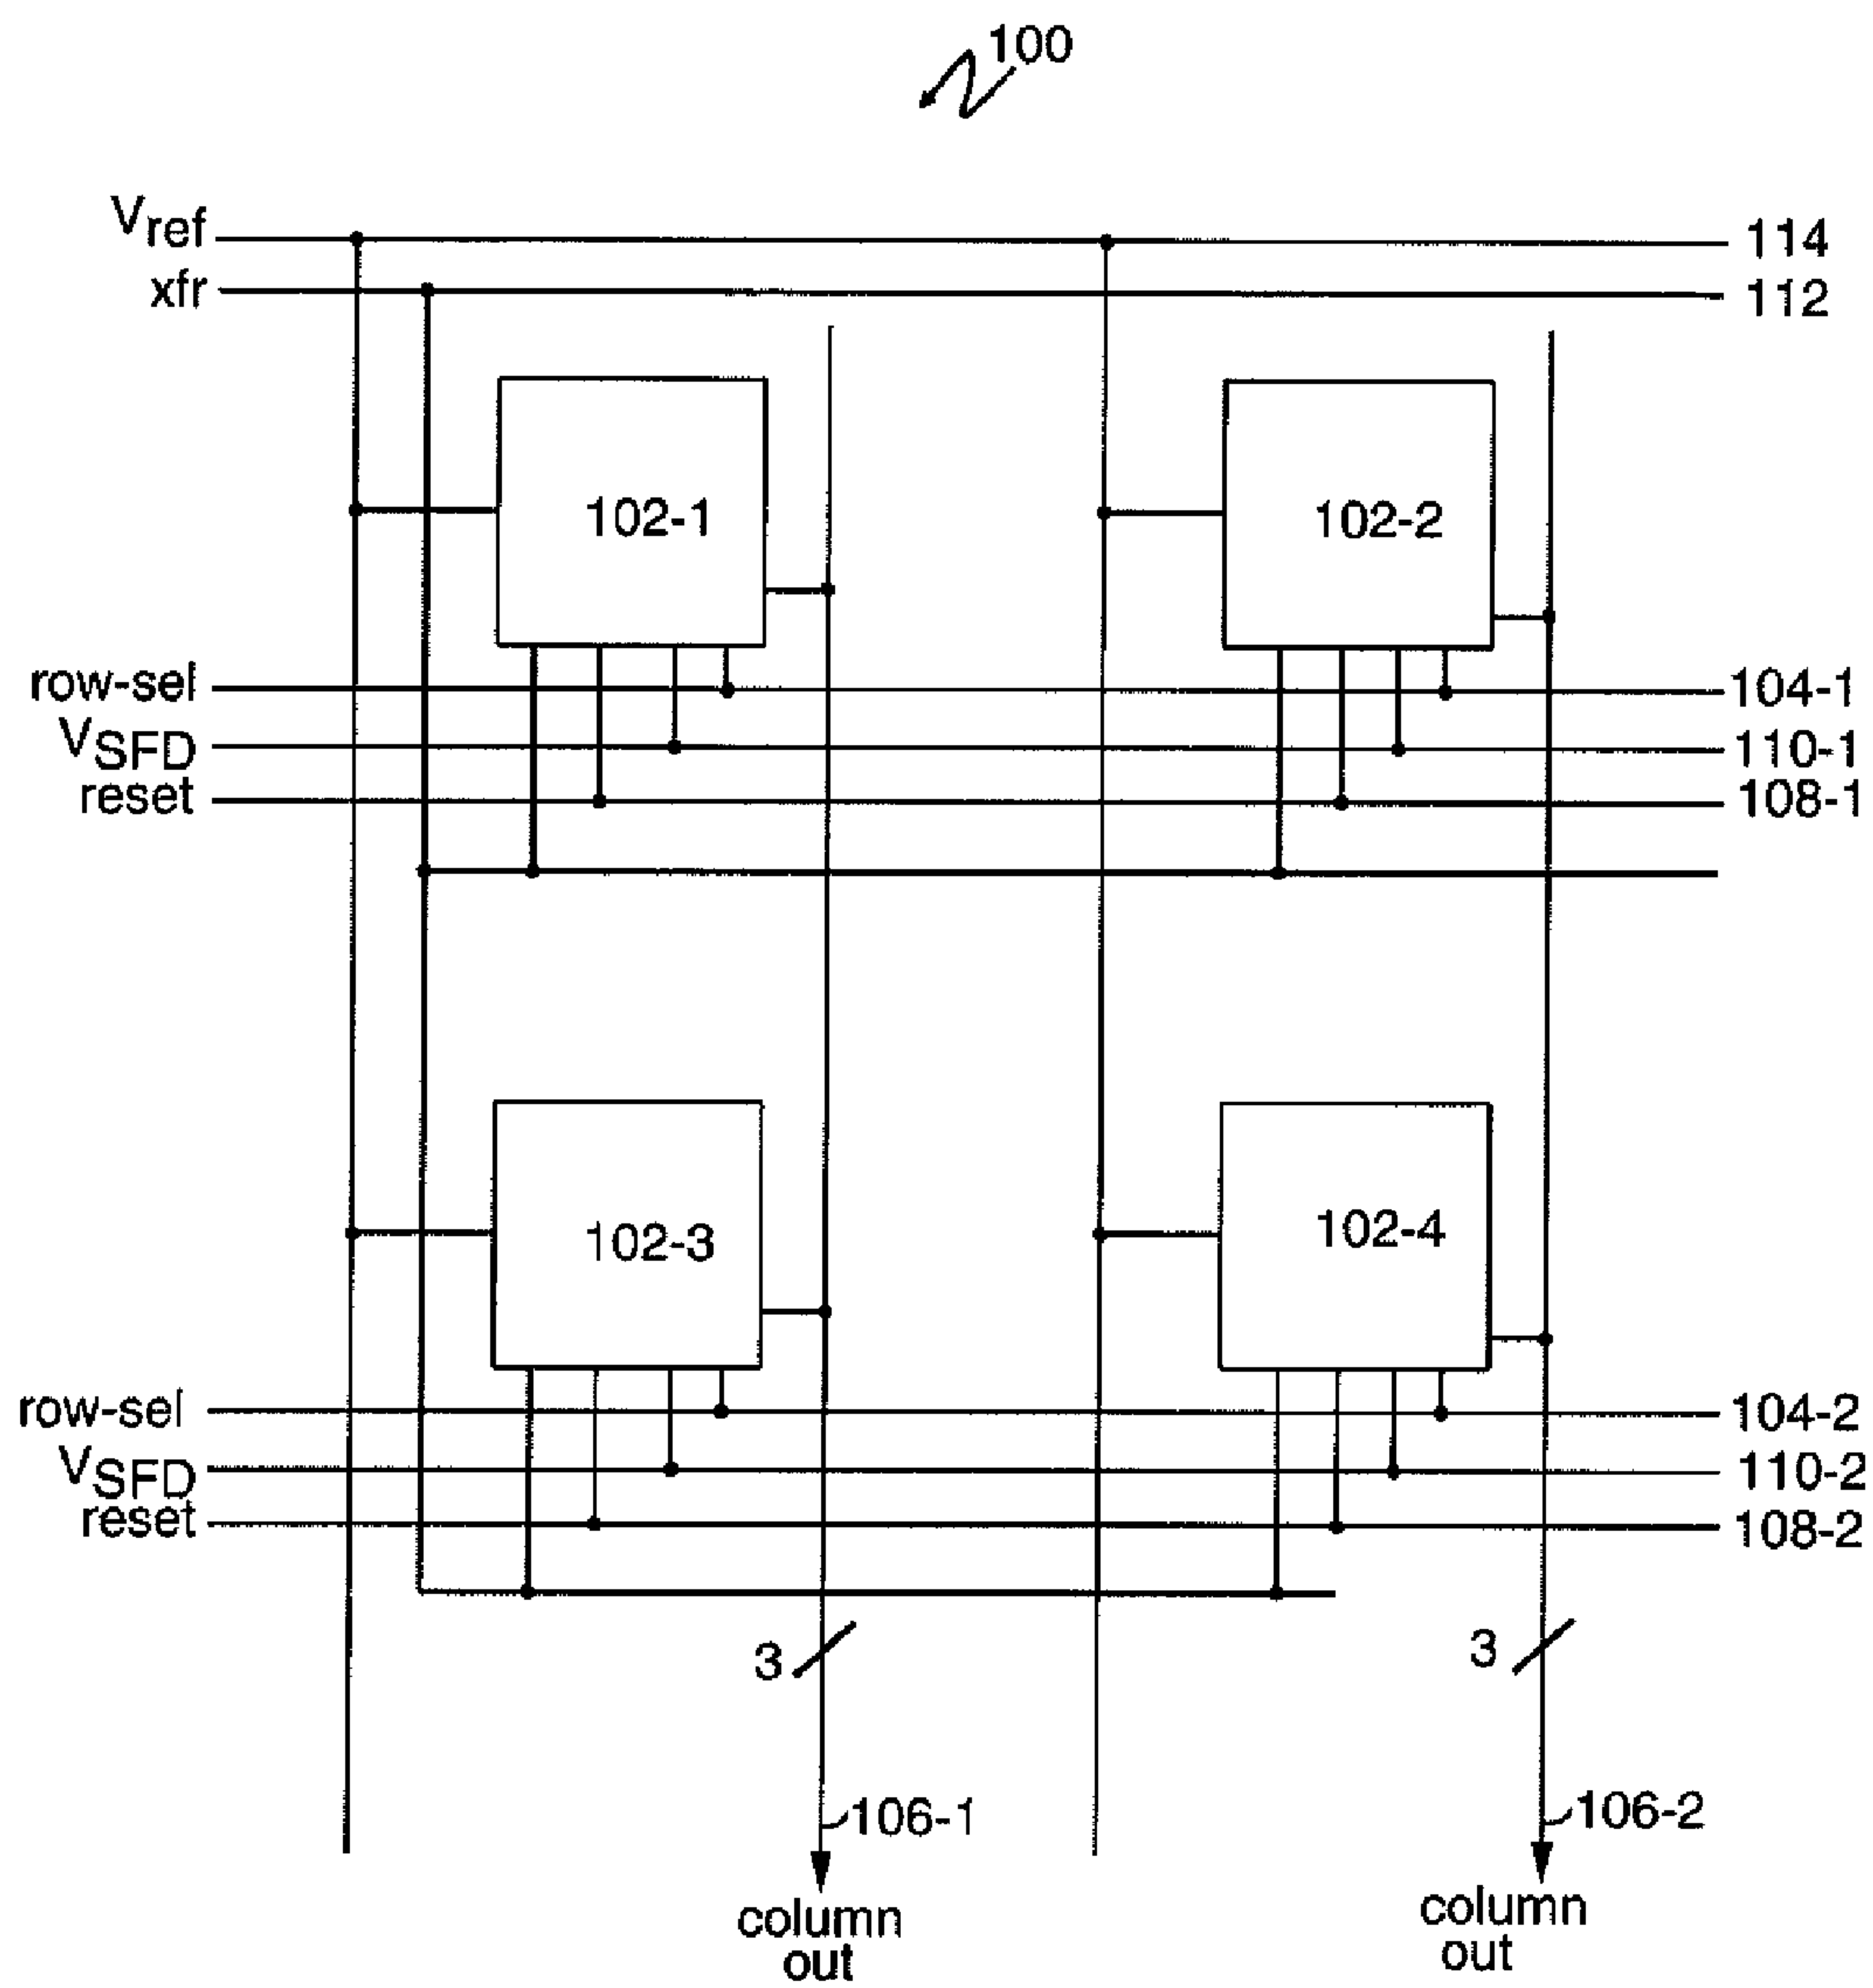 100
Vref 114
xfr 112
102-1 102-2
row-sel 104-1
VSFD 110-1
reset 108-1
102-3 102-4
row-sel 104-2
VSFD 110-2
reset 108-2
3 3
106-1 106-2
column out column out